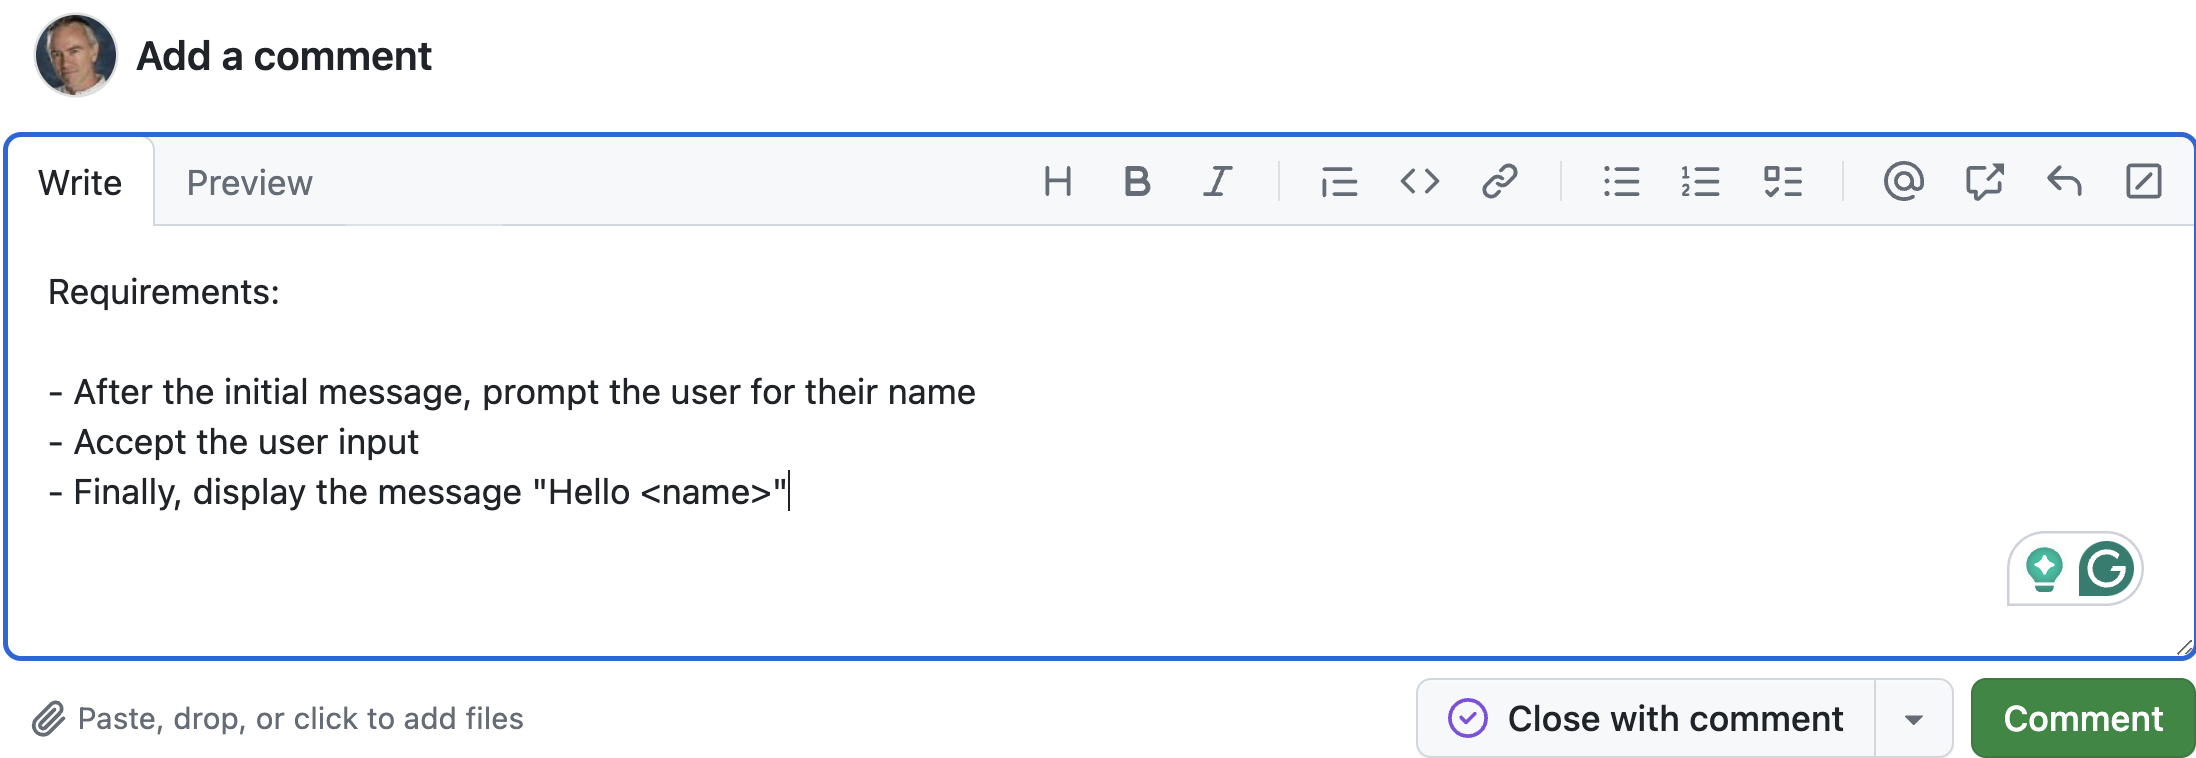 Add a comment
Write Preview
Requirements:
- After the initial message, prompt the user for their name
- Accept the user input
- Finally, display the message "Hello <name>"
Paste, drop, or click to add files
Close with comment
Comment